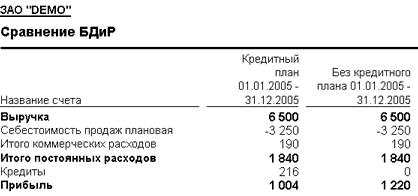 ЗАО "DEMO"
Сравнение БДиР
Кредитный
план Без кредитного
01.01.2005 - плана 01.01.2005 -
Название счета 31.12.2005 31.12.2005
Выручка 6 500 6 500
Себестоимость продаж плановая -3 250 -3 250
Итого коммерческих расходов 190 190
Итого постоянных расходов 1 840 1 840
Кредиты 216 0
Прибыль 1 004 1 220